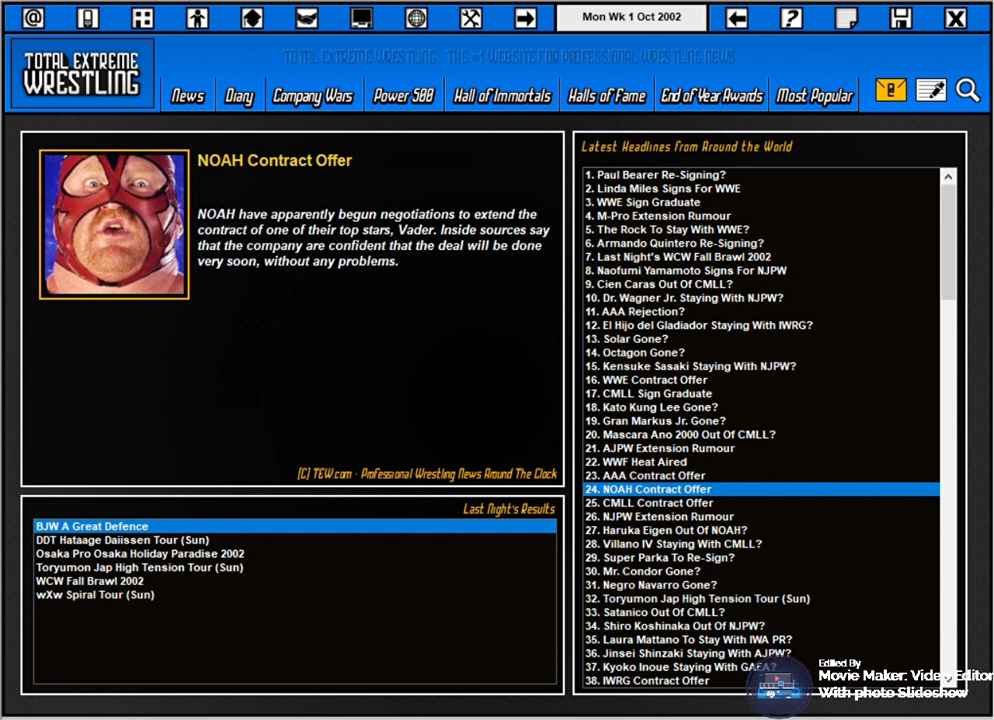 Mon Wk 1 Oct 2002
TOTAL EXTREME WRESTLING - THE #1 WEBSITE FOR PROFESSIONAL WRESTLING NEWS
TOTAL EXTREME
WRESTLING
News
Diary
Company Wars
Power 500
Hall of Immortals
Halls of Fame
End of Year Awards
Most Popular
NOAH Contract Offer
NOAH have apparently begun negotiations to extend the
contract of one of their top stars, Vader. Inside sources say
that the company are confident that the deal will be done
very soon, without any problems.
(C) TEW.com - Professional Wrestling News Around The Clock
Last Night's Results
BJW A Great Defence
DDT Hataage Daiissen Tour (Sun)
Osaka Pro Osaka Holiday Paradise 2002
Toryumon Jap High Tension Tour (Sun)
WCW Fall Brawl 2002
wXw Spiral Tour (Sun)
Latest Headlines From Around the World
1. Paul Bearer Re-Signing?
2. Linda Miles Signs For WWE
3. WWE Sign Graduate
4. M-Pro Extension Rumour
5. The Rock To Stay With WWE?
6. Armando Quintero Re-Signing?
7. Last Night's WCW Fall Brawl 2002
8. Naofumi Yamamoto Signs For NJPW
9. Cien Caras Out Of CMLL?
10. Dr. Wagner Jr. Staying With NJPW?
11. AAA Rejection?
12. El Hijo del Gladiador Staying With IWRG?
13. Solar Gone?
14. Octagon Gone?
15. Kensuke Sasaki Staying With NJPW?
16. WWE Contract Offer
17. CMLL Sign Graduate
18. Kato Kung Lee Gone?
19. Gran Markus Jr. Gone?
20. Mascara Ano 2000 Out Of CMLL?
21. AJPW Extension Rumour
22. WWF Heat Aired
23. AAA Contract Offer
24. NOAH Contract Offer
25. CMLL Contract Offer
26. NJPW Extension Rumour
27. Haruka Eigen Out Of NOAH?
28. Villano IV Staying With CMLL?
29. Super Parka To Re-Sign?
30. Mr. Condor Gone?
31. Negro Navarro Gone?
32. Toryumon Jap High Tension Tour (Sun)
33. Satanico Out Of CMLL?
34. Shiro Koshinaka Out Of NJPW?
35. Laura Mattano To Stay With IWA PR?
36. Jinsei Shinzaki Staying With AJPW?
37. Kyoko Inoue Staying With GAEA?
38. IWRG Contract Offer
Edited By
Movie Maker: Video Editor
With photo Slideshow